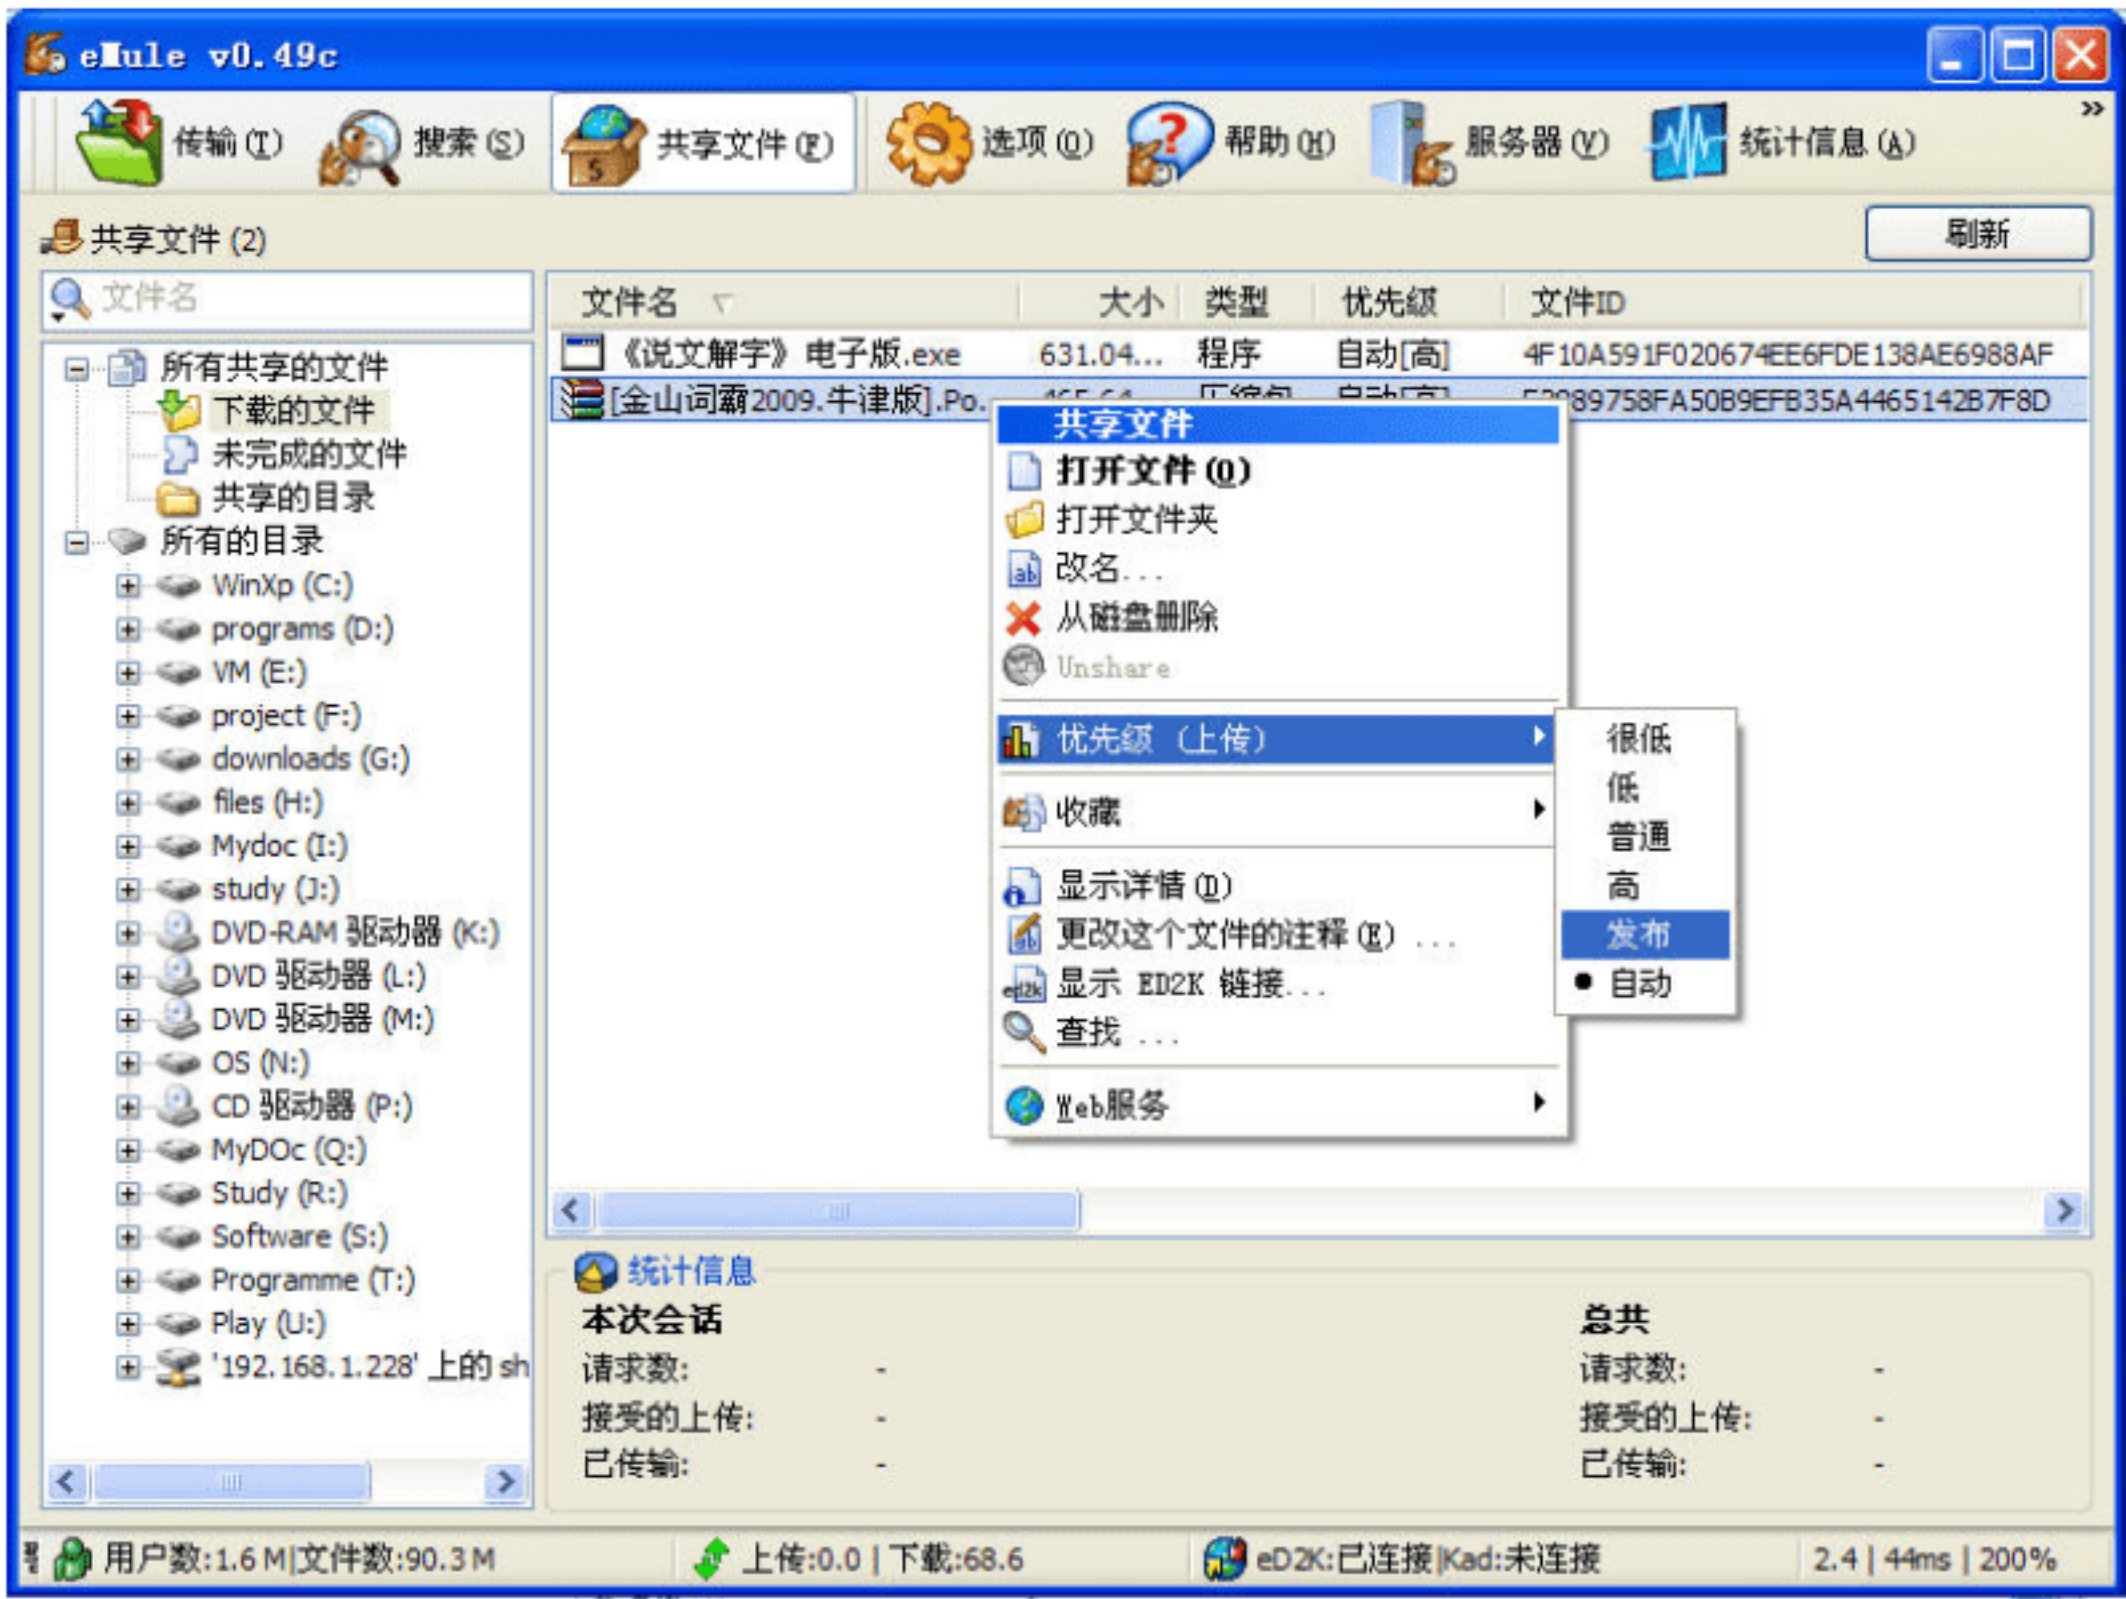 eMule v0.49c
传输(T) 搜索(S) 共享文件(F) 选项(O) 帮助(H) 服务器(V) 统计信息(A) »
共享文件 (2) 刷新
文件名
所有共享的文件
下载的文件
未完成的文件
共享的目录
所有的目录
WinXp (C:)
programs (D:)
VM (E:)
project (F:)
downloads (G:)
files (H:)
Mydoc (I:)
study (J:)
DVD-RAM 驱动器 (K:)
DVD 驱动器 (L:)
DVD 驱动器 (M:)
OS (N:)
CD 驱动器 (P:)
MyDOc (Q:)
Study (R:)
Software (S:)
Programme (T:)
Play (U:)
'192.168.1.228' 上的 sh
文件名 大小 类型 优先级 文件ID
《说文解字》电子版.exe 631.04... 程序 自动[高] 4F10A591F020674EE6FDE138AE6988AF
[金山词霸2009.牛津版].Po. 压缩包 自动[高] 89758FA50B9EFB35A4465142B7F8D
共享文件
打开文件(O)
打开文件夹
改名...
从磁盘删除
Unshare
优先级 (上传)
收藏
显示详情(D)
更改这个文件的注释(E) ...
显示 ED2K 链接...
查找 ...
Web服务
很低
低
普通
高
发布
自动
统计信息
本次会话 总共
请求数: - 请求数: -
接受的上传: - 接受的上传: -
已传输: - 已传输: -
用户数:1.6 M|文件数:90.3 M 上传:0.0 | 下载:68.6 eD2K:已连接|Kad:未连接 2.4 | 44ms | 200%